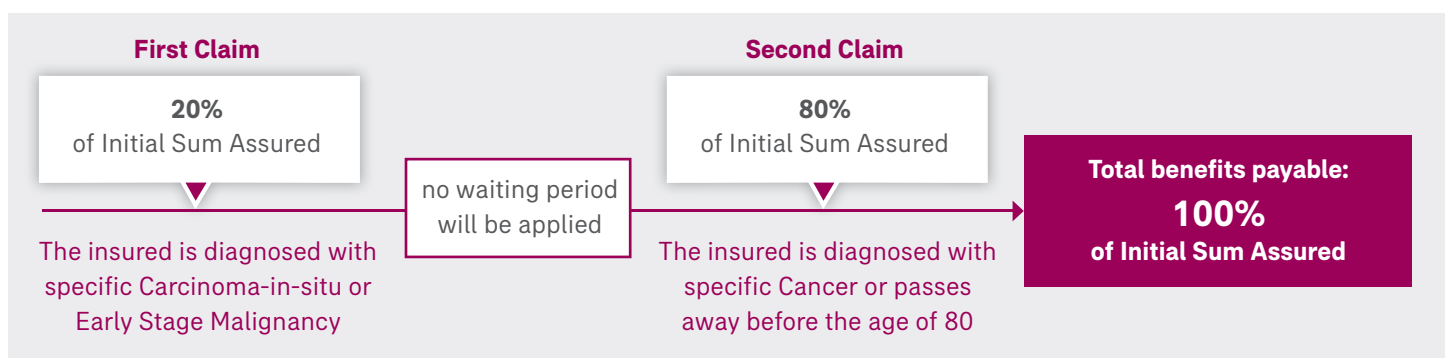 First Claim
20%
of Initial Sum Assured
The insured is diagnosed with
specific Carcinoma-in-situ or
Early Stage Malignancy
no waiting period
will be applied
Second Claim
80%
of Initial Sum Assured
The insured is diagnosed with
specific Cancer or passes
away before the age of 80
Total benefits payable:
100%
of Initial Sum Assured